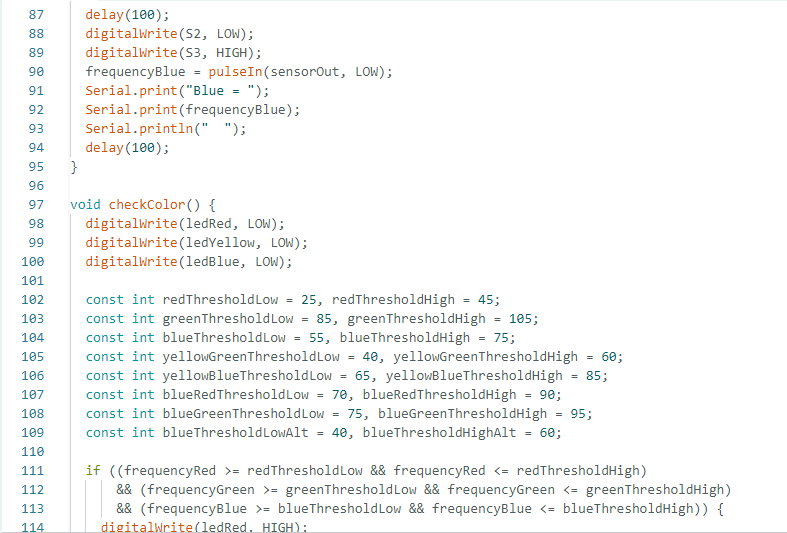 87 delay(100);
88 digitalWrite(S2, LOW);
89 digitalWrite(S3, HIGH);
90 frequencyBlue = pulseIn(sensorOut, LOW);
91 Serial.print("Blue = ");
92 Serial.print(frequencyBlue);
93 Serial.println("  ");
94 delay(100);
95 }
96
97 void checkColor() {
98 digitalWrite(ledRed, LOW);
99 digitalWrite(ledYellow, LOW);
100 digitalWrite(ledBlue, LOW);
101
102 const int redThresholdLow = 25, redThresholdHigh = 45;
103 const int greenThresholdLow = 85, greenThresholdHigh = 105;
104 const int blueThresholdLow = 55, blueThresholdHigh = 75;
105 const int yellowGreenThresholdLow = 40, yellowGreenThresholdHigh = 60;
106 const int yellowBlueThresholdLow = 65, yellowBlueThresholdHigh = 85;
107 const int blueRedThresholdLow = 70, blueRedThresholdHigh = 90;
108 const int blueGreenThresholdLow = 75, blueGreenThresholdHigh = 95;
109 const int blueThresholdLowAlt = 40, blueThresholdHighAlt = 60;
110
111 if ((frequencyRed >= redThresholdLow && frequencyRed <= redThresholdHigh)
112 && (frequencyGreen >= greenThresholdLow && frequencyGreen <= greenThresholdHigh)
113 && (frequencyBlue >= blueThresholdLow && frequencyBlue <= blueThresholdHigh)) {
114 digitalWrite(ledRed, HIGH);